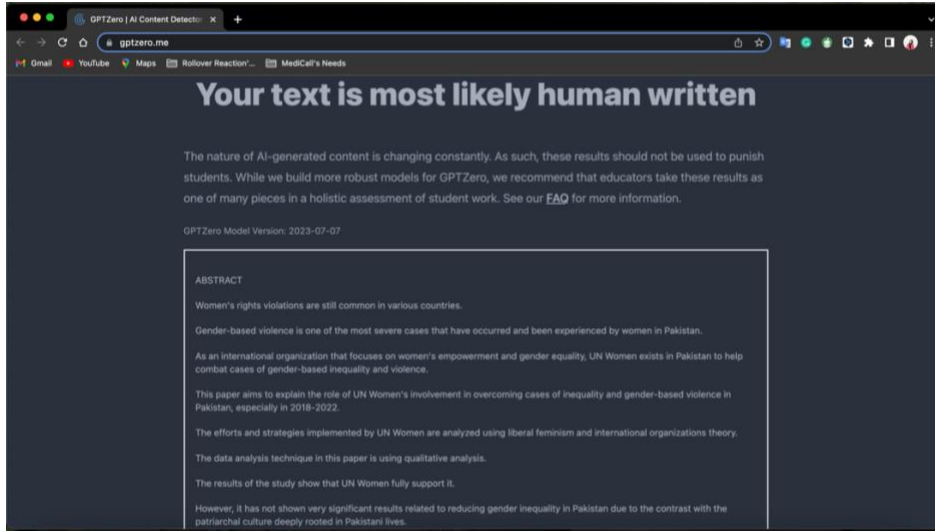 GPTZero | AI Content Detector
gptzero.me
Gmail YouTube Maps Rollover Reaction'... MediCall's Needs
Your text is most likely human written
The nature of AI-generated content is changing constantly. As such, these results should not be used to punish
students. While we build more robust models for GPTZero, we recommend that educators take these results as
one of many pieces in a holistic assessment of student work. See our FAQ for more information.
GPTZero Model Version: 2023-07-07
ABSTRACT
Women's rights violations are still common in various countries.
Gender-based violence is one of the most severe cases that have occurred and been experienced by women in Pakistan.
As an international organization that focuses on women's empowerment and gender equality, UN Women exists in Pakistan to help
combat cases of gender-based inequality and violence.
This paper aims to explain the role of UN Women's involvement in overcoming cases of inequality and gender-based violence in
Pakistan, especially in 2018-2022.
The efforts and strategies implemented by UN Women are analyzed using liberal feminism and international organizations theory.
The data analysis technique in this paper is using qualitative analysis.
The results of the study show that UN Women fully support it.
However, it has not shown very significant results related to reducing gender inequality in Pakistan due to the contrast with the
patriarchal culture deeply rooted in Pakistani lives.